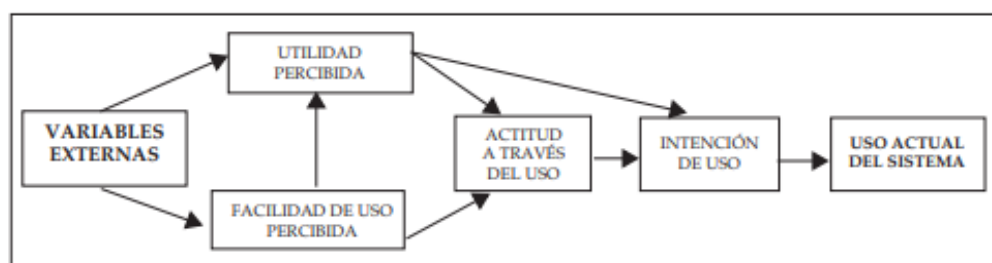 UTILIDAD
PERCIBIDA
VARIABLES
EXTERNAS
FACILIDAD DE USO
PERCIBIDA
ACTITUD
A TRAVÉS
DEL USO
INTENCIÓN
DE USO
USO ACTUAL
DEL SISTEMA